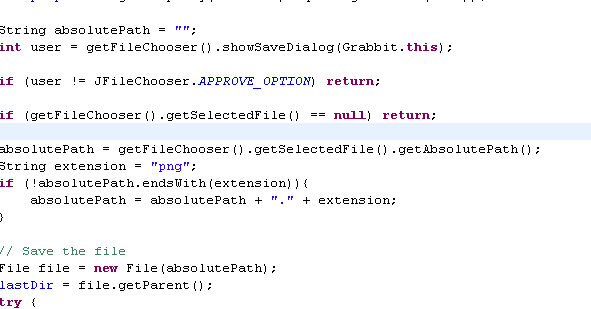 String absolutePath = "";
int user = getFileChooser().showSaveDialog(Grabbit.this);
if (user != JFileChooser.APPROVE_OPTION) return;
if (getFileChooser().getSelectedFile() == null) return;
absolutePath = getFileChooser().getSelectedFile().getAbsolutePath();
String extension = "png";
if (!absolutePath.endsWith(extension)){
absolutePath = absolutePath + "." + extension;
}
// Save the file
File file = new File(absolutePath);
lastDir = file.getParent();
try {